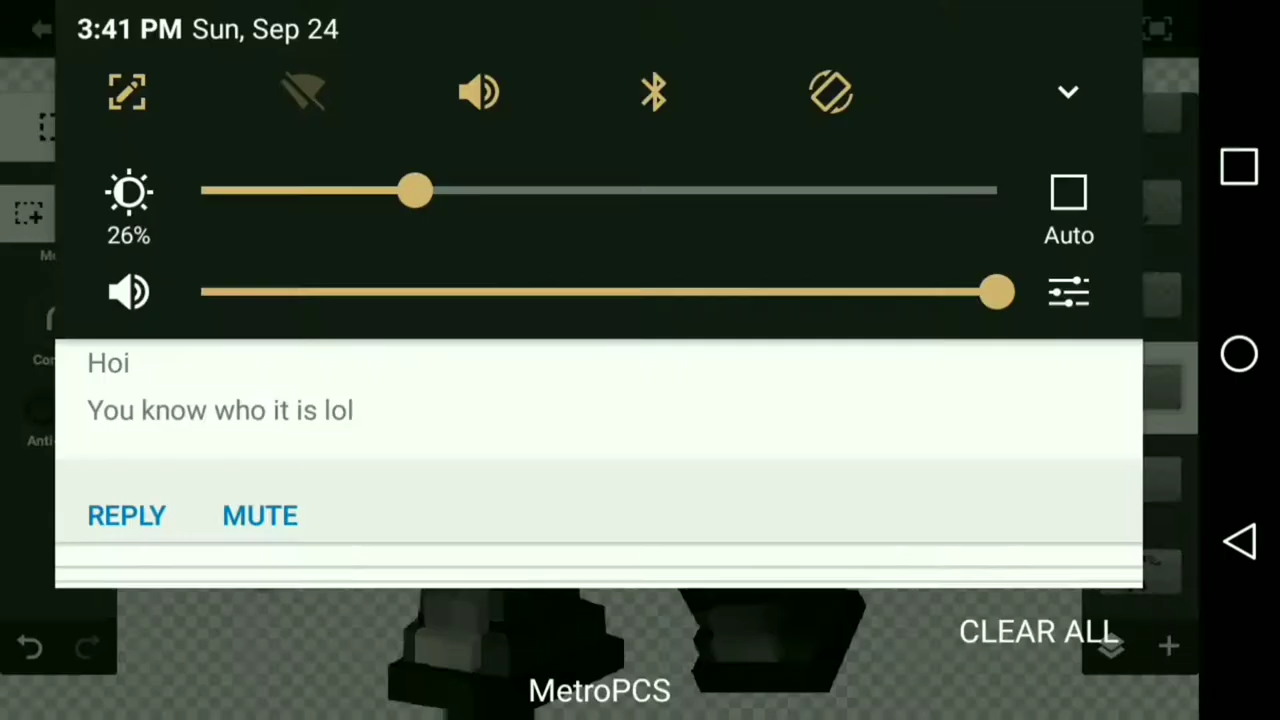 3:41 PM Sun, Sep 24
26%
Auto
Hoi
You know who it is lol
REPLY MUTE
CLEAR ALL
MetroPCS